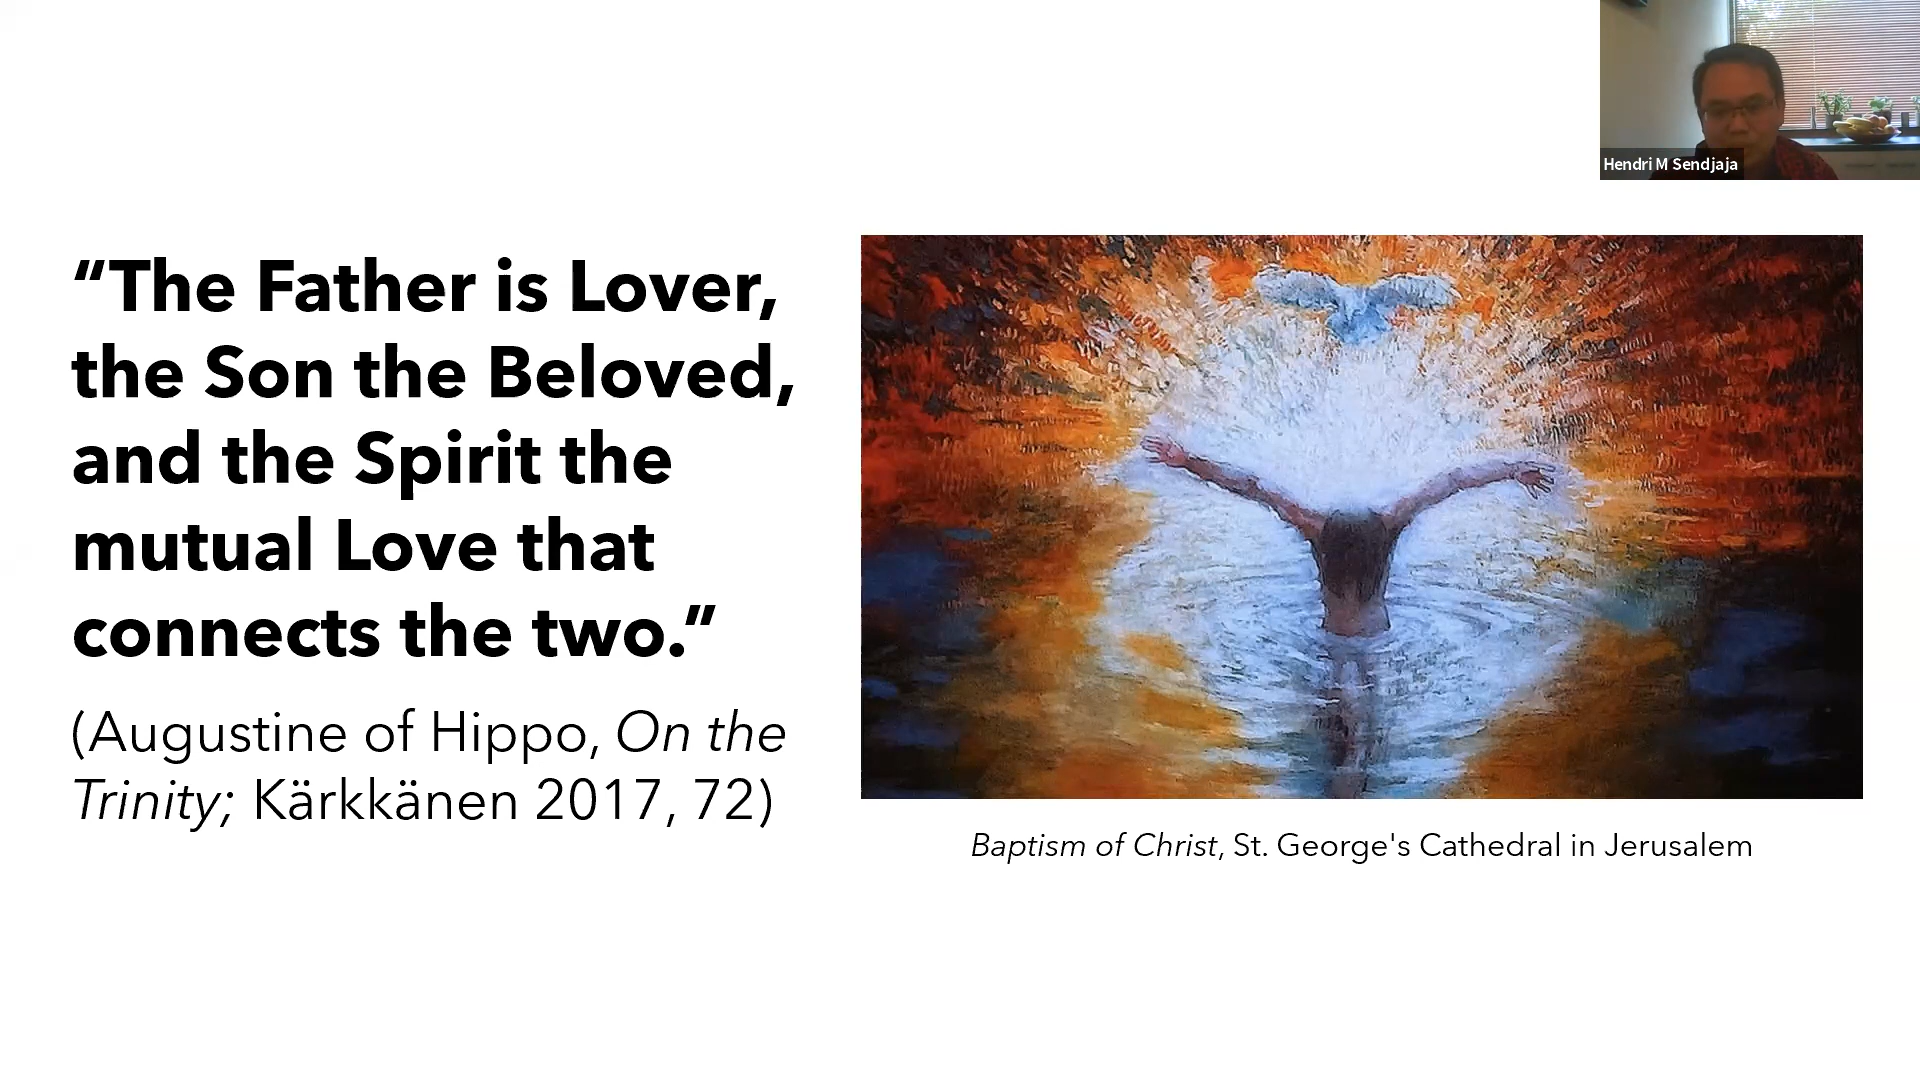 Hendri M Sendjaja
“The Father is Lover,
the Son the Beloved,
and the Spirit the
mutual Love that
connects the two.”
(Augustine of Hippo, On the
Trinity; Kärkkänen 2017, 72)
Baptism of Christ, St. George's Cathedral in Jerusalem